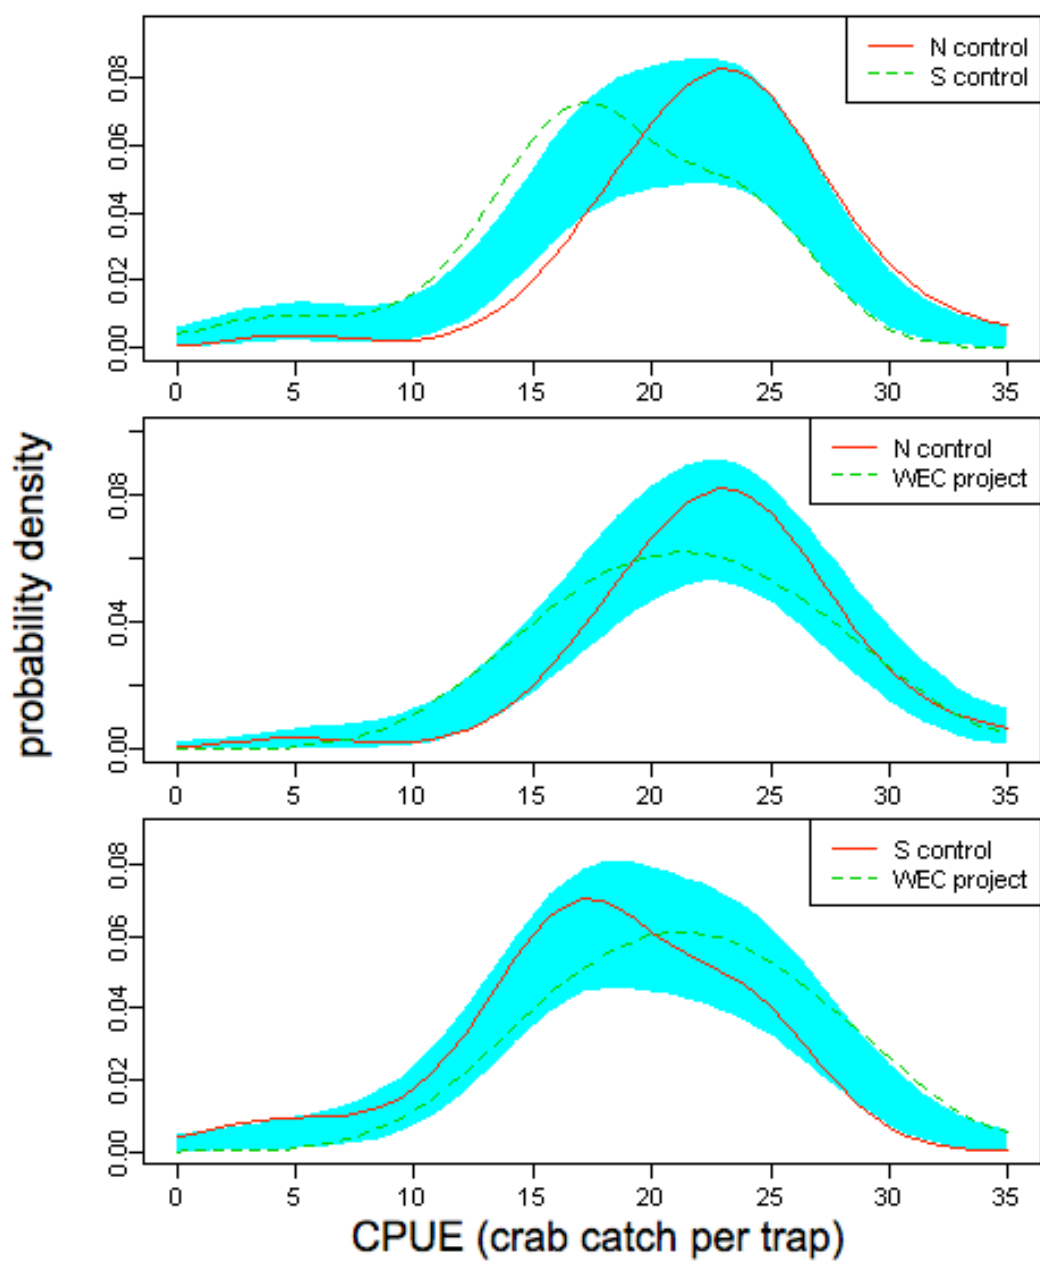 N control
S control
0.08
0.06
0.04
0.02
0.00
0 5 10 15 20 25 30 35
probability density
N control
WEC project
0.08
0.04
0.00
0 5 10 15 20 25 30 35
S control
WEC project
0.08
0.06
0.04
0.02
0.00
0 5 10 15 20 25 30 35
CPUE (crab catch per trap)